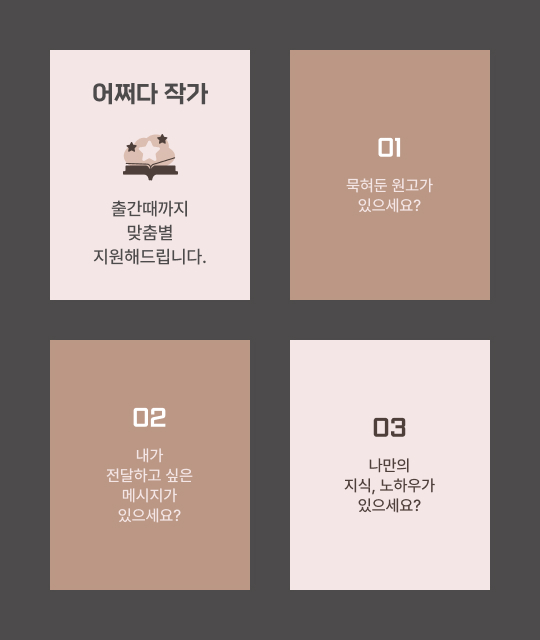 어쩌다 작가
출간때까지
맞춤별
지원해드립니다.
01
묵혀둔 원고가
있으세요?
02
내가
전달하고 싶은
메시지가
있으세요?
03
나만의
지식, 노하우가
있으세요?